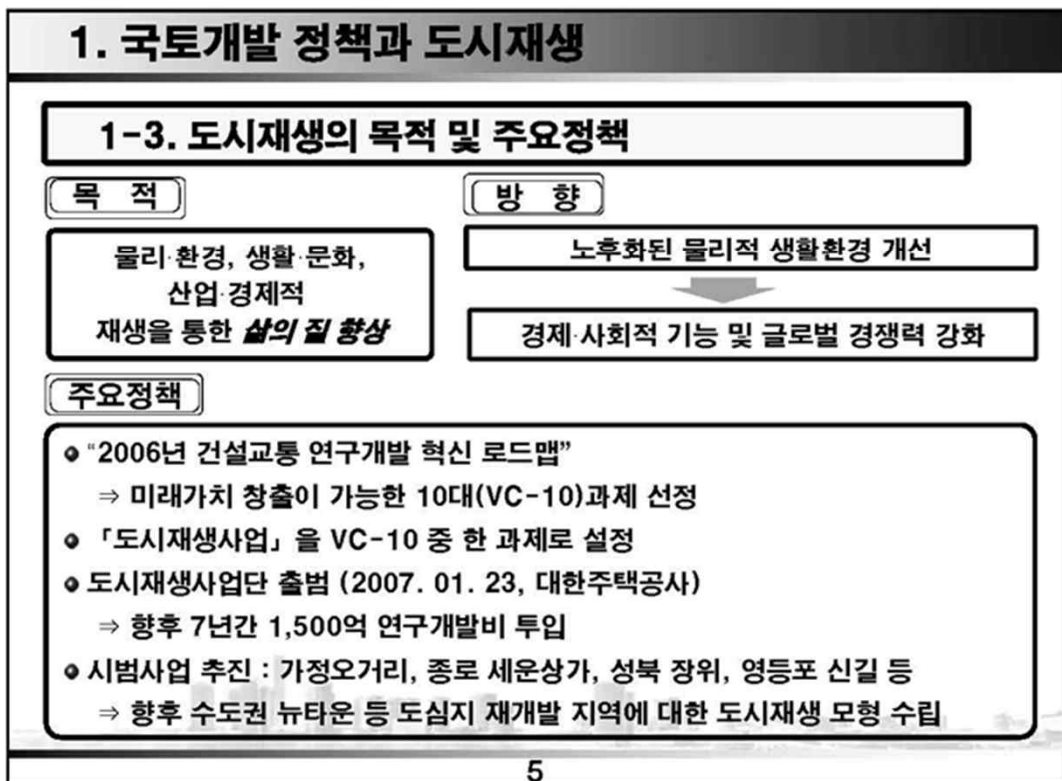 1. 국토개발 정책과 도시재생
1-3. 도시재생의 목적 및 주요정책
목 적
물리·환경, 생활·문화,
산업·경제적
재생을 통한 삶의 질 향상
방 향
노후화된 물리적 생활환경 개선
경제·사회적 기능 및 글로벌 경쟁력 강화
주요정책
"2006년 건설교통 연구개발 혁신 로드맵"
⇒ 미래가치 창출이 가능한 10대(VC-10)과제 선정
「도시재생사업」을 VC-10 중 한 과제로 설정
도시재생사업단 출범 (2007. 01. 23, 대한주택공사)
⇒ 향후 7년간 1,500억 연구개발비 투입
시범사업 추진 : 가정오거리, 종로 세운상가, 성북 장위, 영등포 신길 등
⇒ 향후 수도권 뉴타운 등 도심지 재개발 지역에 대한 도시재생 모형 수립
5